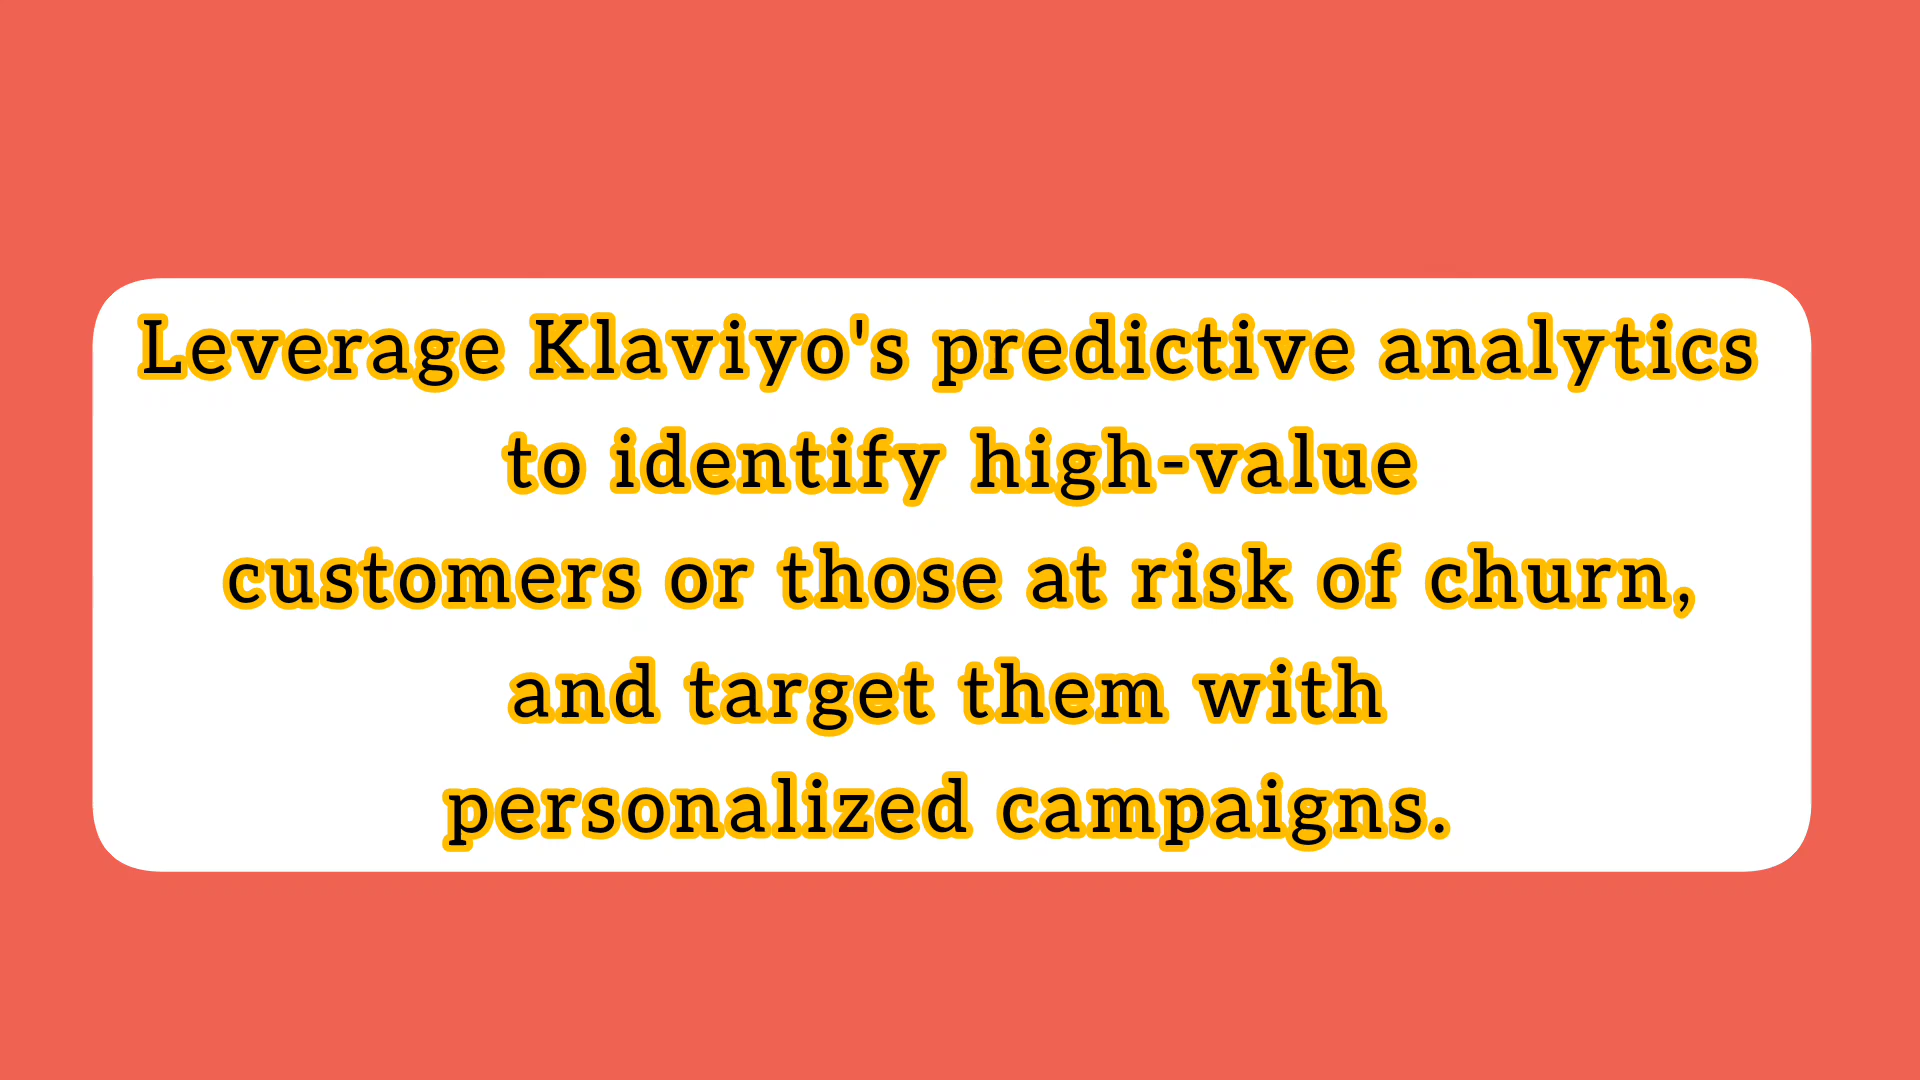 Leverage Klaviyo's predictive analytics
to identify high-value
customers or those at risk of churn,
and target them with
personalized campaigns.